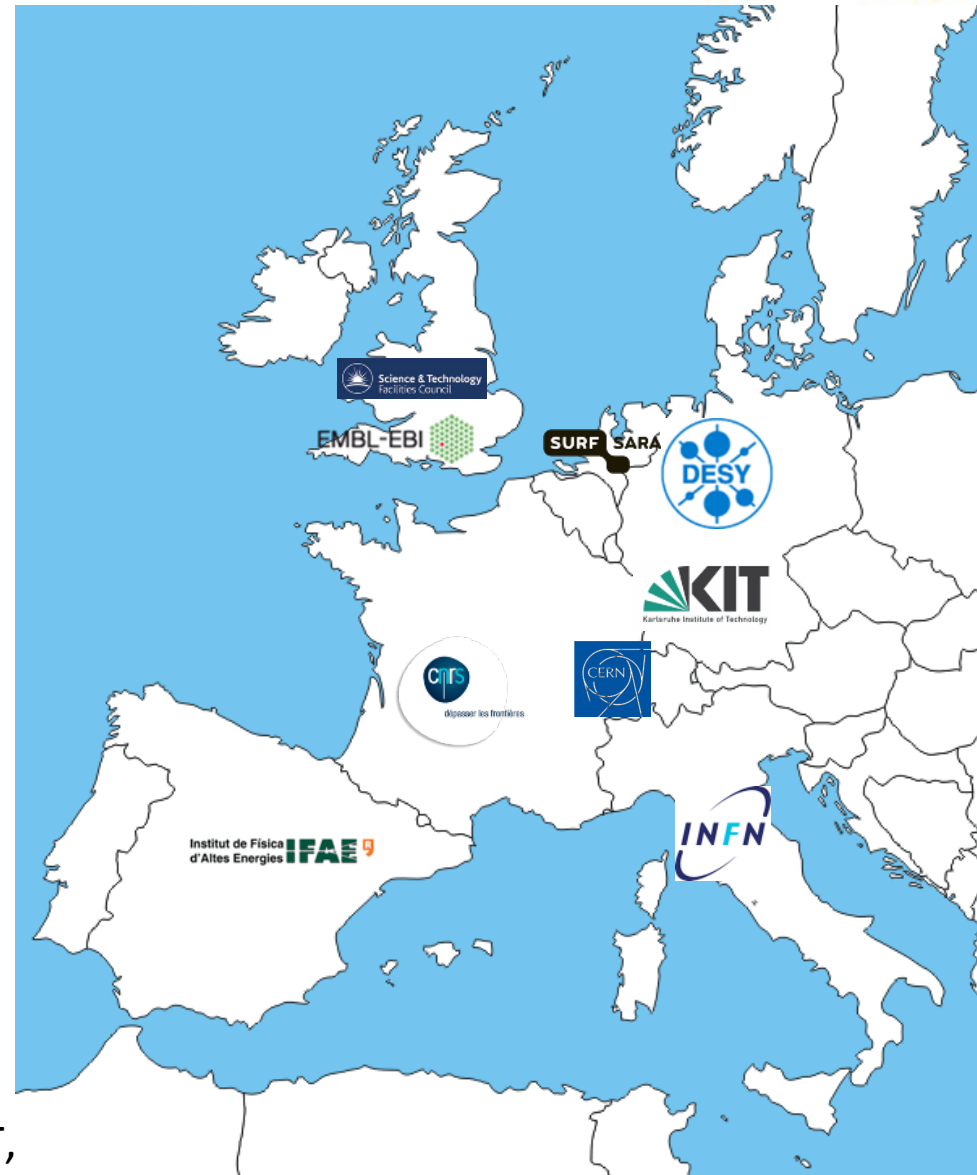 Science & Technology
Facilities Council
EMBL-EBI
SURF SARA
DESY
KIT
Karlsruhe Institute of Technology
CERN
cnrs
dépasser les frontières
INFN
Institut de Física
d'Altes Energies IFAE